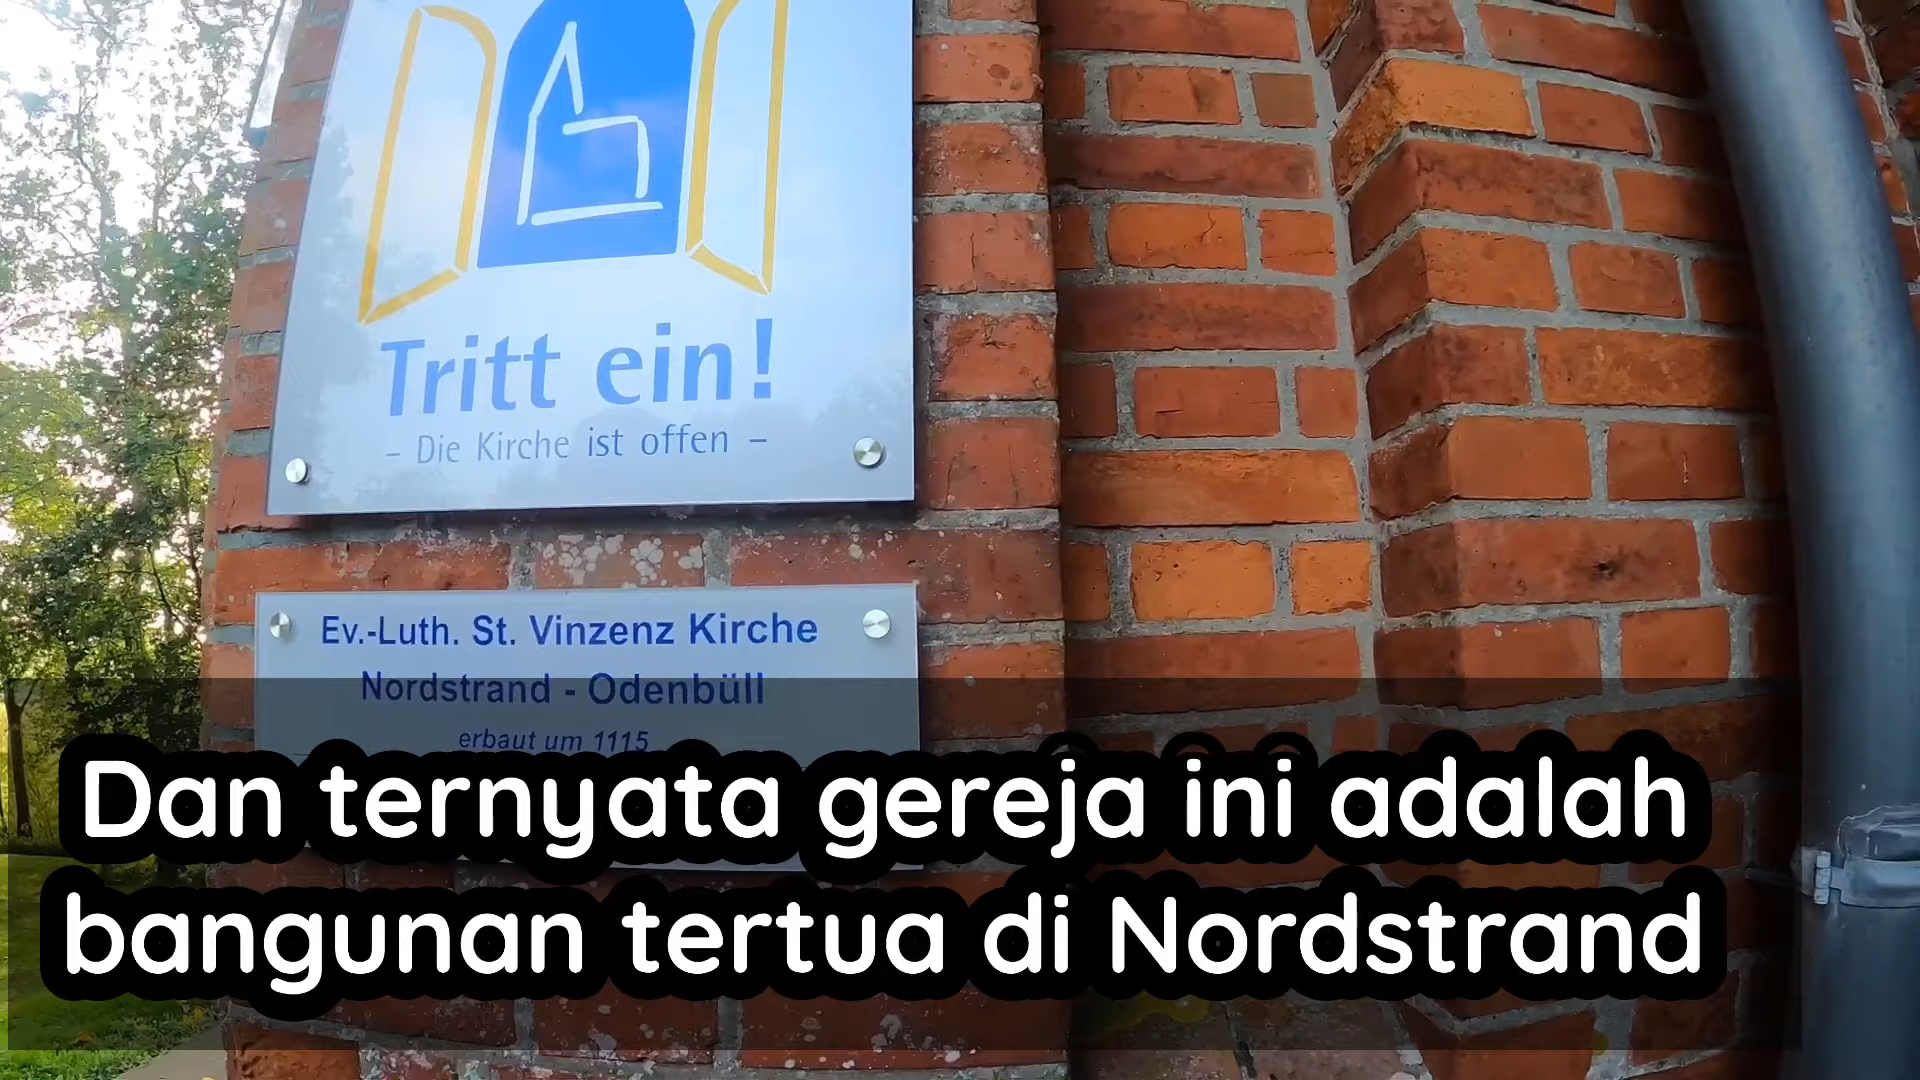 Tritt ein!
– Die Kirche ist offen –
Ev.-Luth. St. Vinzenz Kirche
Nordstrand - Odenbüll
erbaut um 1115
Dan ternyata gereja ini adalah
bangunan tertua di Nordstrand